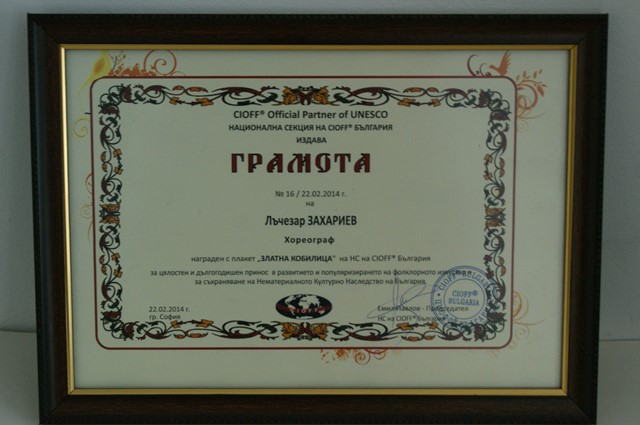 CIOFF® Official Partner of UNESCO
НАЦИОНАЛНА СЕКЦИЯ НА CIOFF® БЪЛГАРИЯ
ИЗДАВА
ГРАМОТА
№ 16 / 22.02.2014 г.
на
Лъчезар ЗАХАРИЕВ
Хореограф
награден с плакет „ЗЛАТНА КОБИЛИЦА“ на НС на CIOFF® България
за цялостен и дългогодишен принос в развитието и популяризирането на фолклорното
за съхраняване на Нематериалното Културно Наследство на България.
22.02.2014 г.
гр. София
CIOFF®
Емил Павлов - Председател
НС на CIOFF® България
CIOFF®
BULGARIA